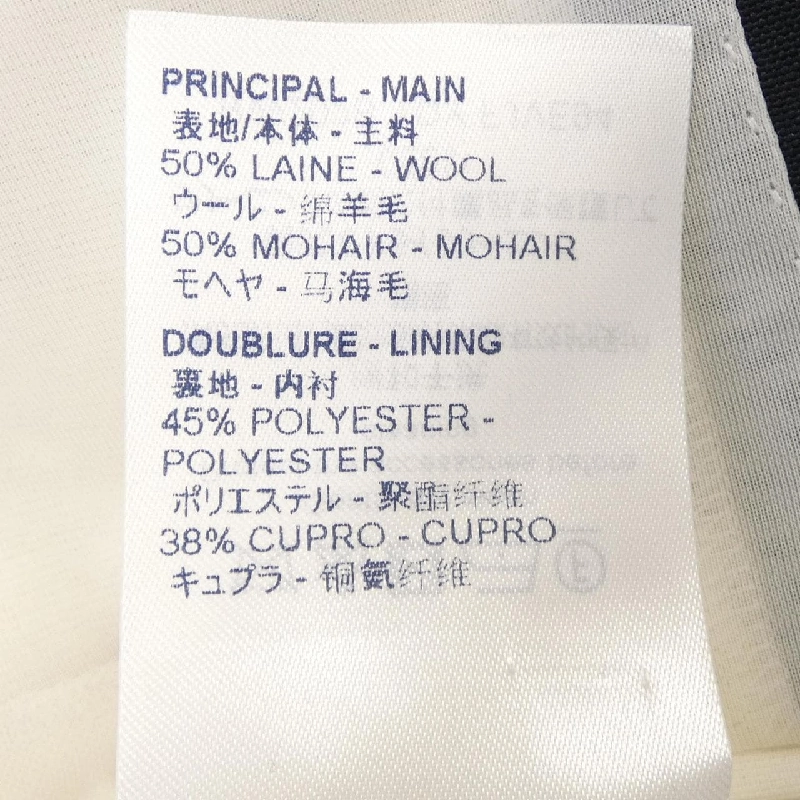 PRINCIPAL - MAIN
表地/本体 - 主料
50% LAINE - WOOL
ウール - 绵羊毛
50% MOHAIR - MOHAIR
モヘヤ - 马海毛
DOUBLURE - LINING
裏地 - 内衬
45% POLYESTER -
POLYESTER
ポリエステル - 聚酯纤维
38% CUPRO - CUPRO
キュプラ - 铜氨纤维